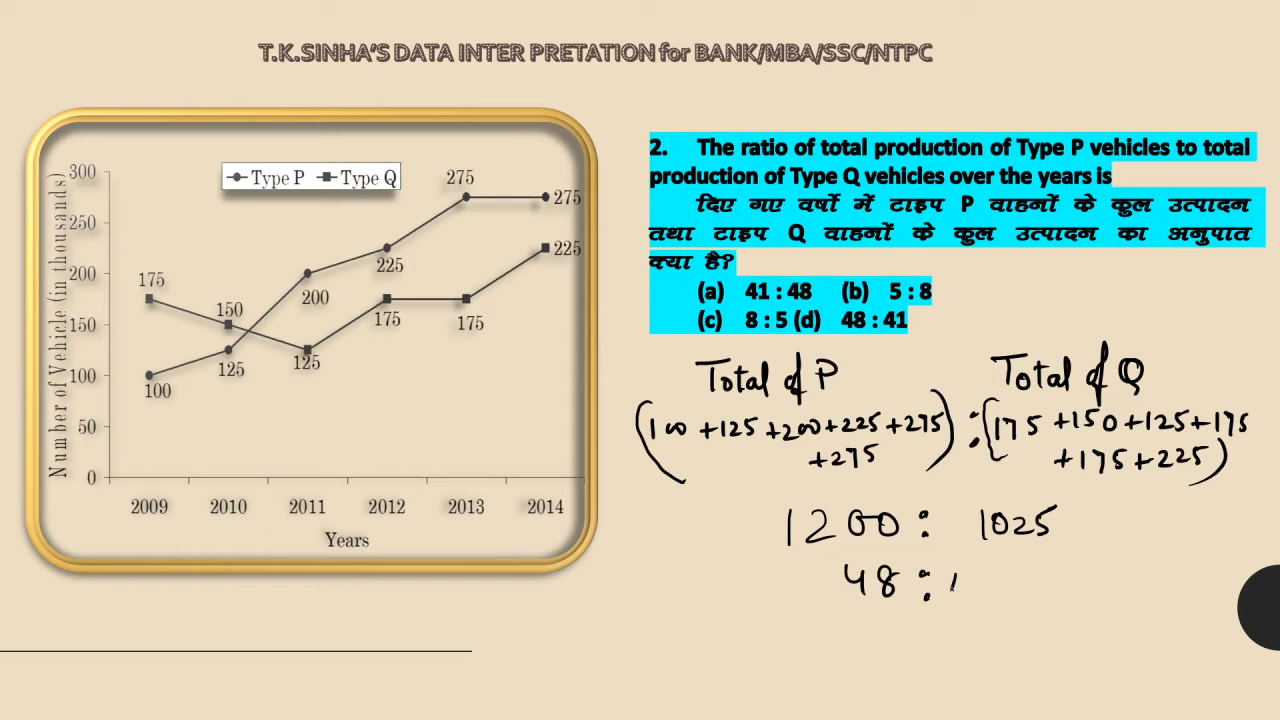 T.K.SINHA'S DATA INTER PRETATION for BANK/MBA/SSC/NTPC
Number of Vehicle (in thousands)
300
250
200
150
100
50
0
Type P Type Q
175
150
125
175
175
225
100
125
200
225
275
275
2009 2010 2011 2012 2013 2014
Years
2. The ratio of total production of Type P vehicles to total
production of Type Q vehicles over the years is
दिए गए वर्षो में टाइप P वाहनों के कुल उत्पादन
तथा टाइप Q वाहनों के कुल उत्पादन का अनुपात
क्या है?
(a) 41 : 48 (b) 5 : 8
(c) 8 : 5 (d) 48 : 41
Total of P Total of Q
(100 +125 +200 +225 +275 : (175 +150 +125 +175
+275) +175 +225)
1200 : 1025
48 :